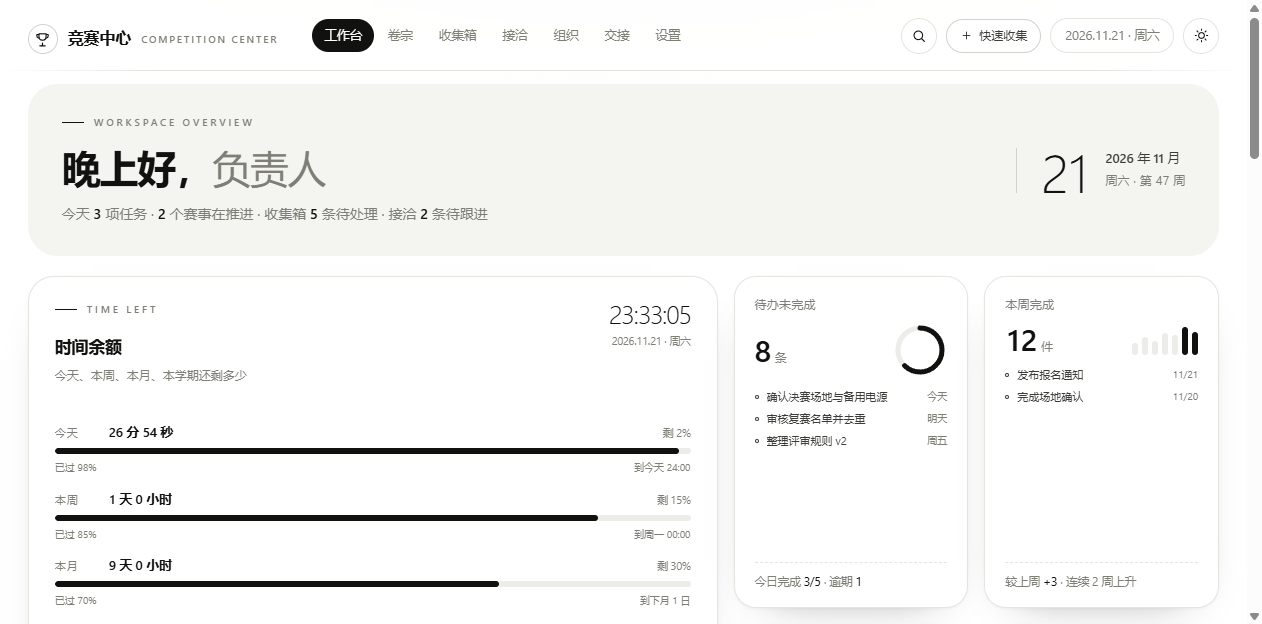 竞赛中心 COMPETITION CENTER 工作台 卷宗 收集箱 接洽 组织 交接 设置 + 快速收集 2026.11.21 · 周六
WORKSPACE OVERVIEW
晚上好，负责人
今天 3 项任务 · 2 个赛事在推进 · 收集箱 5 条待处理 · 接洽 2 条待跟进
21
2026 年 11 月
周六 · 第 47 周
TIME LEFT
23:33:05
2026.11.21 · 周六
时间余额
今天、本周、本月、本学期还剩多少
今天 26 分 54 秒 剩 2%
已过 98% 到今天 24:00
本周 1 天 0 小时 剩 15%
已过 85% 到周一 00:00
本月 9 天 0 小时 剩 30%
已过 70% 到下月 1 日
待办未完成
8 条
确认决赛场地与备用电源 今天
审核复赛名单并去重 明天
整理评审规则 v2 周五
今日完成 3/5 · 逾期 1
本周完成
12 件
发布报名通知 11/21
完成场地确认 11/20
较上周 +3 · 连续 2 周上升